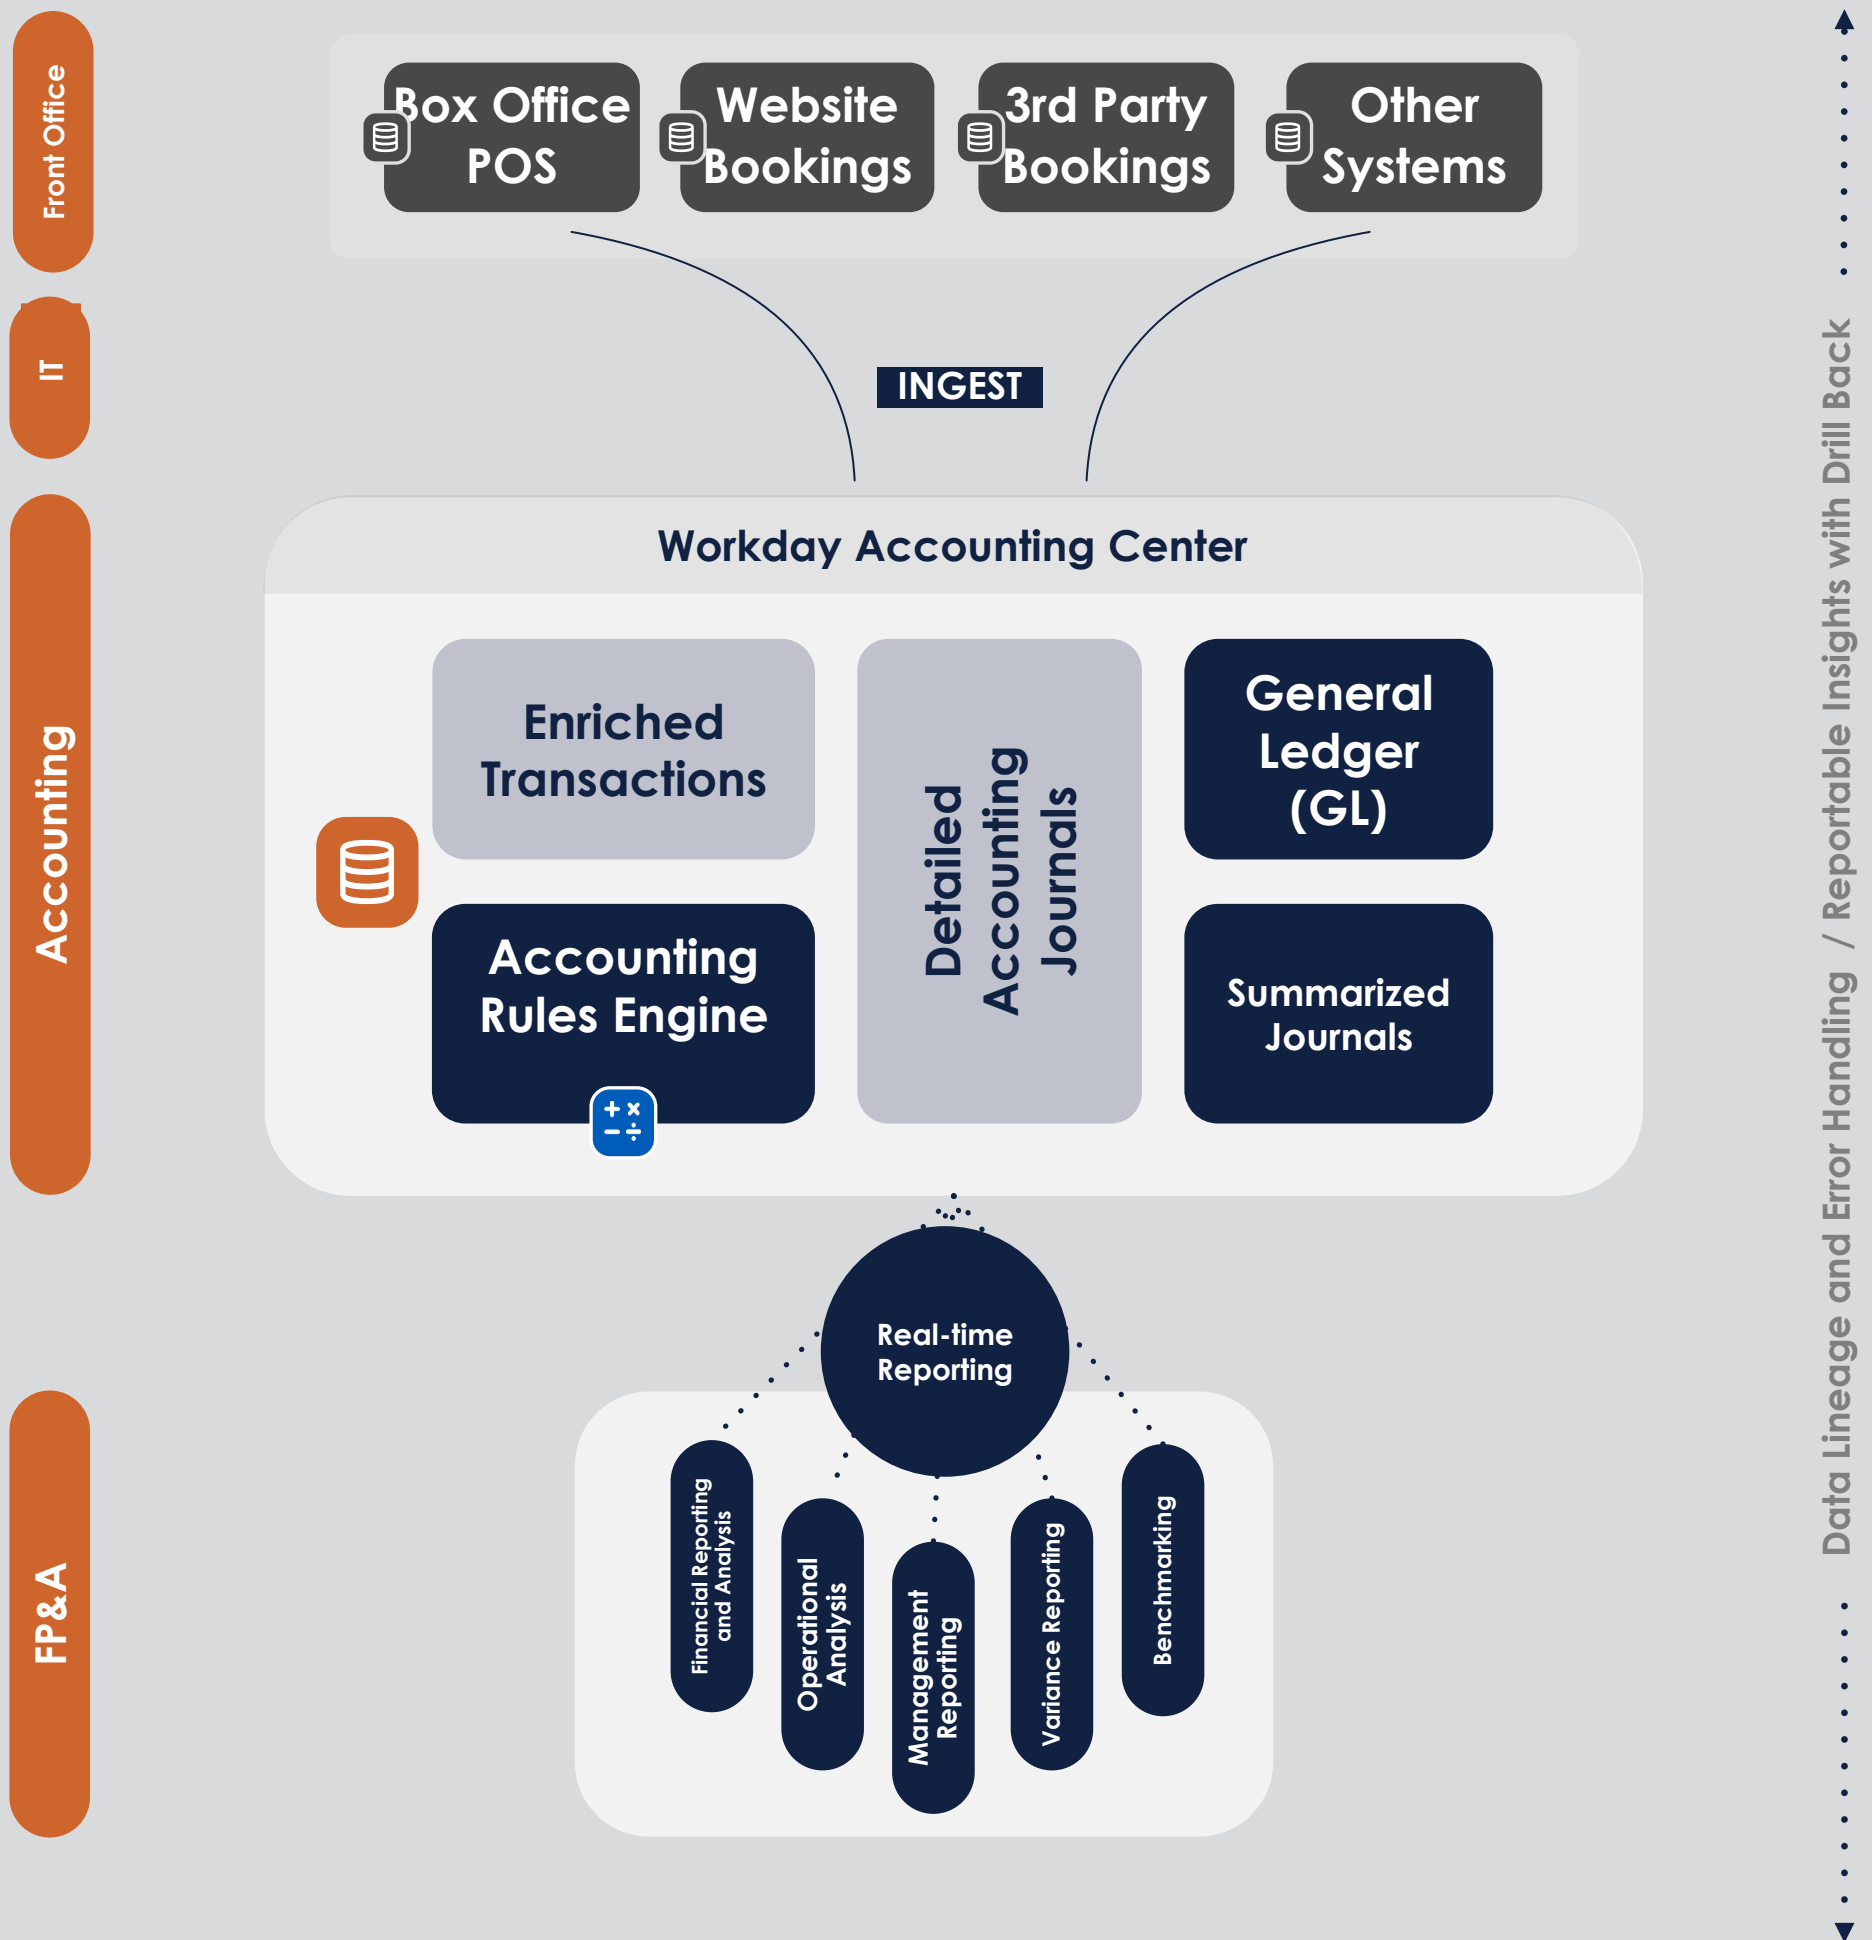 Front Office
Box Office
POS
Website
Bookings
3rd Party
Bookings
Other
Systems
IT
INGEST
Accounting
Workday Accounting Center
Enriched
Transactions
Accounting
Rules Engine
Detailed
Accounting
Journals
General
Ledger
(GL)
Summarized
Journals
Real-time
Reporting
FP&A
Financial Reporting
and Analysis
Operational
Analysis
Management
Reporting
Variance Reporting
Benchmarking
Data Lineage and Error Handling / Reportable Insights with Drill Back